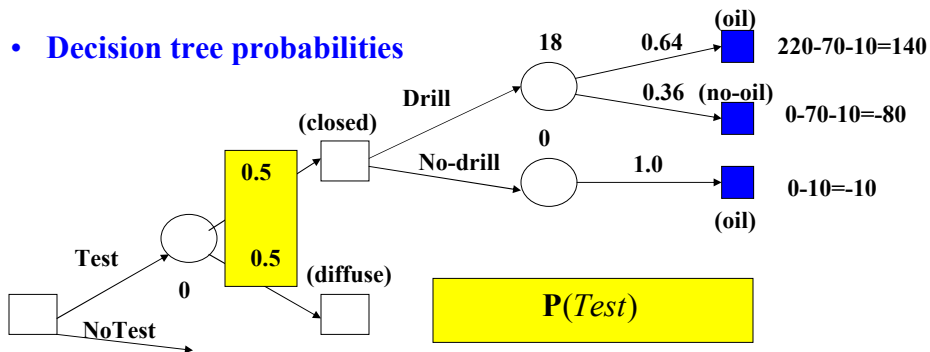 • Decision tree probabilities
(oil)
18
0.64
220-70-10=140
Drill
0.36
(no-oil)
0-70-10=-80
(closed)
0
No-drill
1.0
0-10=-10
(oil)
0.5
0.5
Test
0
(diffuse)
NoTest
P(Test)